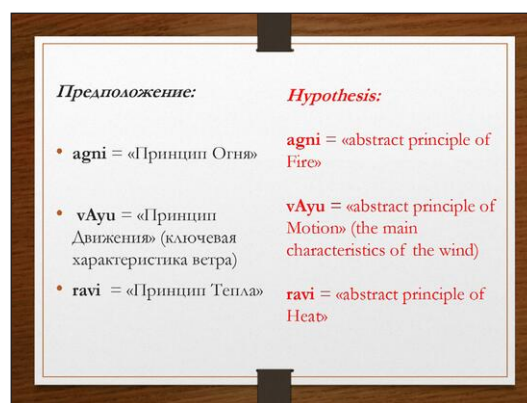 Предположение:
• agni = «Принцип Огня»
• vAyu = «Принцип
Движения» (ключевая
характеристика ветра)
• ravi = «Принцип Тепла»
Hypothesis:
agni = «abstract principle of
Fire»
vAyu = «abstract principle of
Motion» (the main
characteristics of the wind)
ravi = «abstract principle of
Heat»